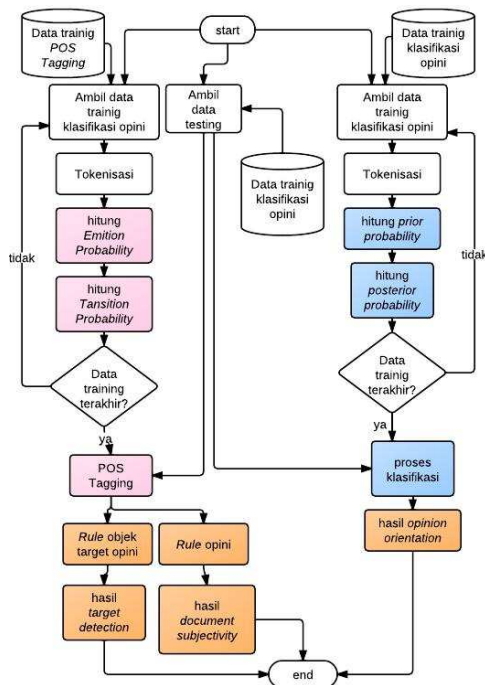 start
Data trainig
POS
Tagging
Data trainig
klasifikasi
opini
Ambil data
trainig
klasifikasi opini
Ambil
data
testing
Ambil data
trainig
klasifikasi opini
Tokenisasi
Data trainig
klasifikasi
opini
Tokenisasi
hitung
Emition
Probability
hitung prior
probability
tidak
tidak
hitung
Tansition
Probability
hitung
posterior
probability
Data
training
terakhir?
Data
trainig
terakhir?
ya
ya
POS
Tagging
proses
klasifikasi
Rule objek
target opini
Rule opini
hasil opinion
orientation
hasil
target
detection
hasil
document
subjectivity
end